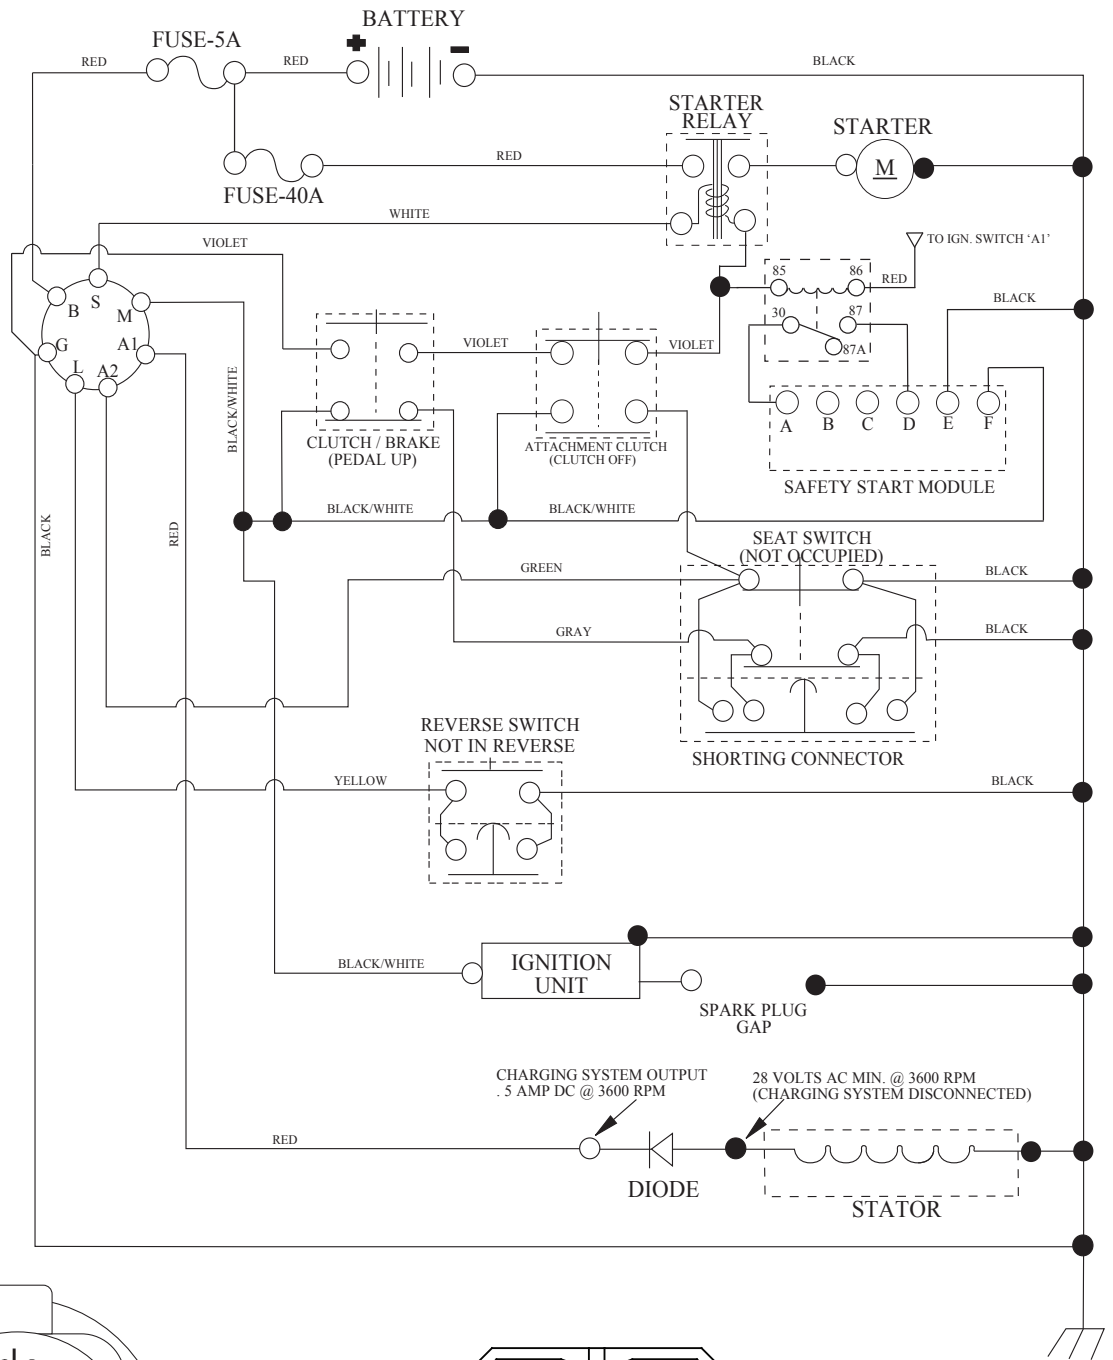 BATTERY
FUSE-5A
RED
RED
BLACK
STARTER
RELAY
STARTER
M
RED
FUSE-40A
WHITE
VIOLET
TO IGN. SWITCH 'A1'
85
86
RED
BLACK
30
87
87A
B
S
M
G
A1
L
A2
VIOLET
VIOLET
BLACK/WHITE
A
B
C
D
E
F
CLUTCH / BRAKE
(PEDAL UP)
ATTACHMENT CLUTCH
(CLUTCH OFF)
SAFETY START MODULE
BLACK/WHITE
BLACK/WHITE
BLACK
RED
SEAT SWITCH
(NOT OCCUPIED)
GREEN
BLACK
GRAY
BLACK
SHORTING CONNECTOR
REVERSE SWITCH
NOT IN REVERSE
YELLOW
BLACK
BLACK/WHITE
IGNITION
UNIT
SPARK PLUG
GAP
CHARGING SYSTEM OUTPUT
. 5 AMP DC @ 3600 RPM
28 VOLTS AC MIN. @ 3600 RPM
(CHARGING SYSTEM DISCONNECTED)
RED
DIODE
STATOR